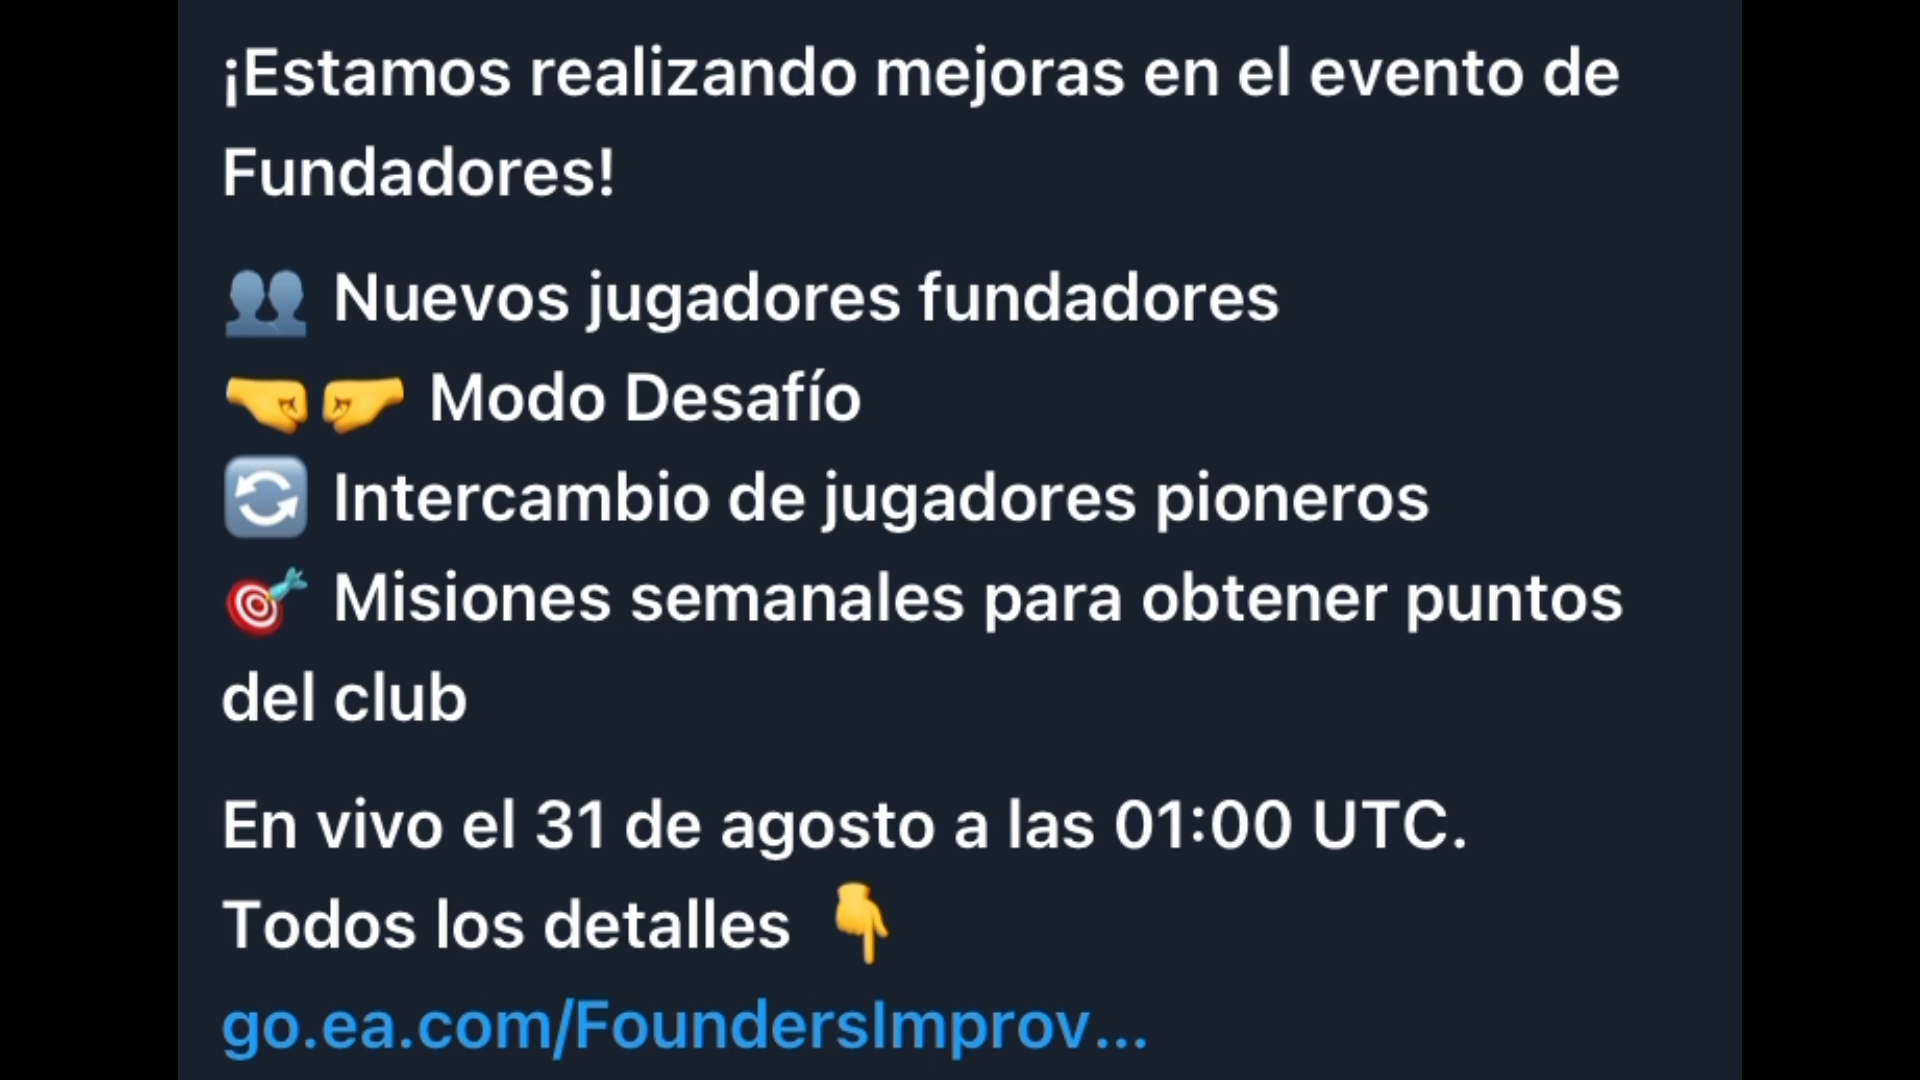 ¡Estamos realizando mejoras en el evento de
Fundadores!
👥 Nuevos jugadores fundadores
🤜🤛 Modo Desafío
🔄 Intercambio de jugadores pioneros
🎯 Misiones semanales para obtener puntos
del club
En vivo el 31 de agosto a las 01:00 UTC.
Todos los detalles 👇
go.ea.com/FoundersImprov...